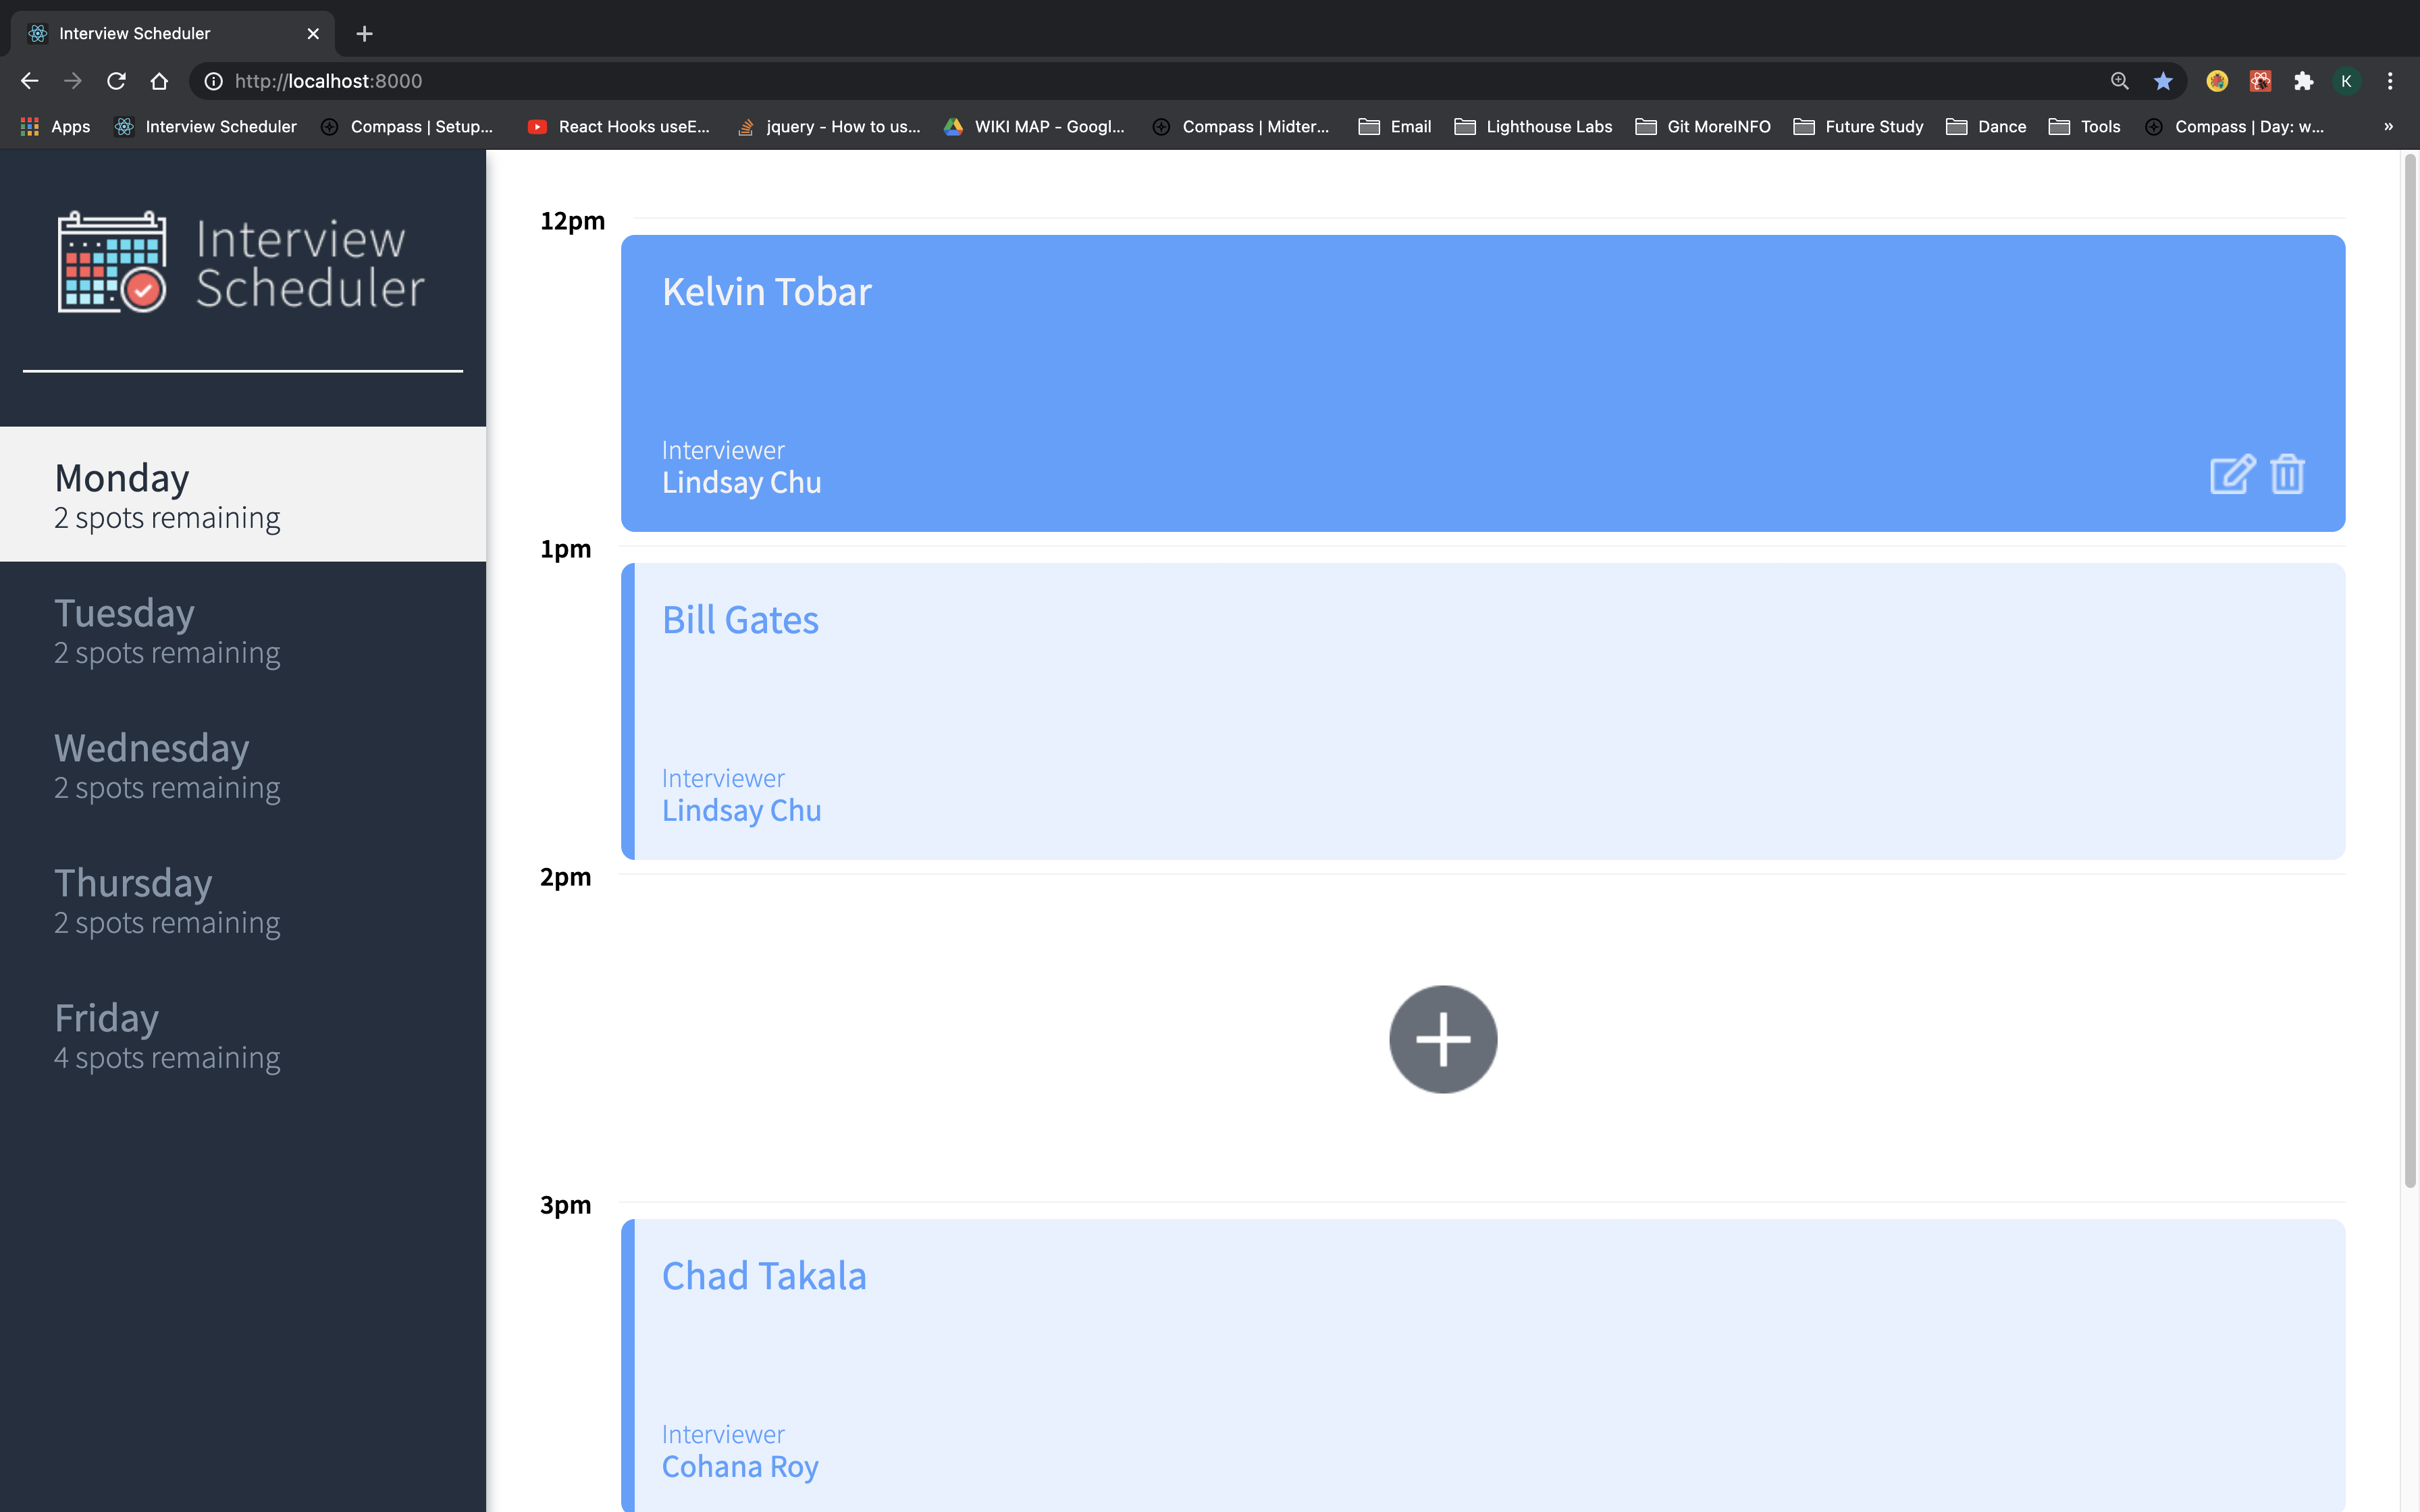 Interview Scheduler
http://localhost:8000
K
Apps
Interview Scheduler
Compass | Setup...
React Hooks useE...
jquery - How to us...
WIKI MAP - Googl...
Compass | Midter...
Email
Lighthouse Labs
Git MoreINFO
Future Study
Dance
Tools
Compass | Day: w...
»
Interview
Scheduler
Monday
2 spots remaining
Tuesday
2 spots remaining
Wednesday
2 spots remaining
Thursday
2 spots remaining
Friday
4 spots remaining
12pm
Kelvin Tobar
Interviewer
Lindsay Chu
1pm
Bill Gates
Interviewer
Lindsay Chu
2pm
3pm
Chad Takala
Interviewer
Cohana Roy